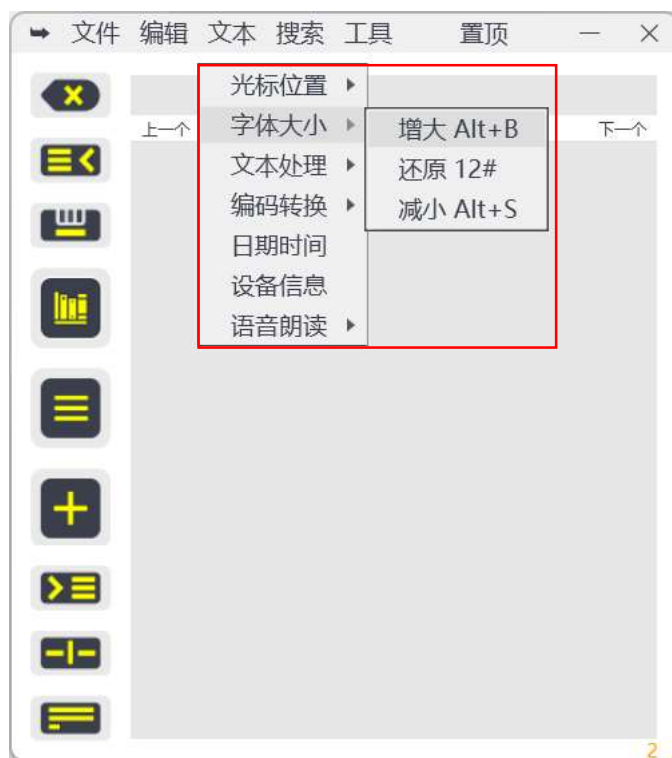 文件 编辑 文本 搜索 工具 置顶
光标位置
上一个 字体大小 增大 Alt+B 下一个
文本处理 还原 12#
编码转换 减小 Alt+S
日期时间
设备信息
语音朗读
2